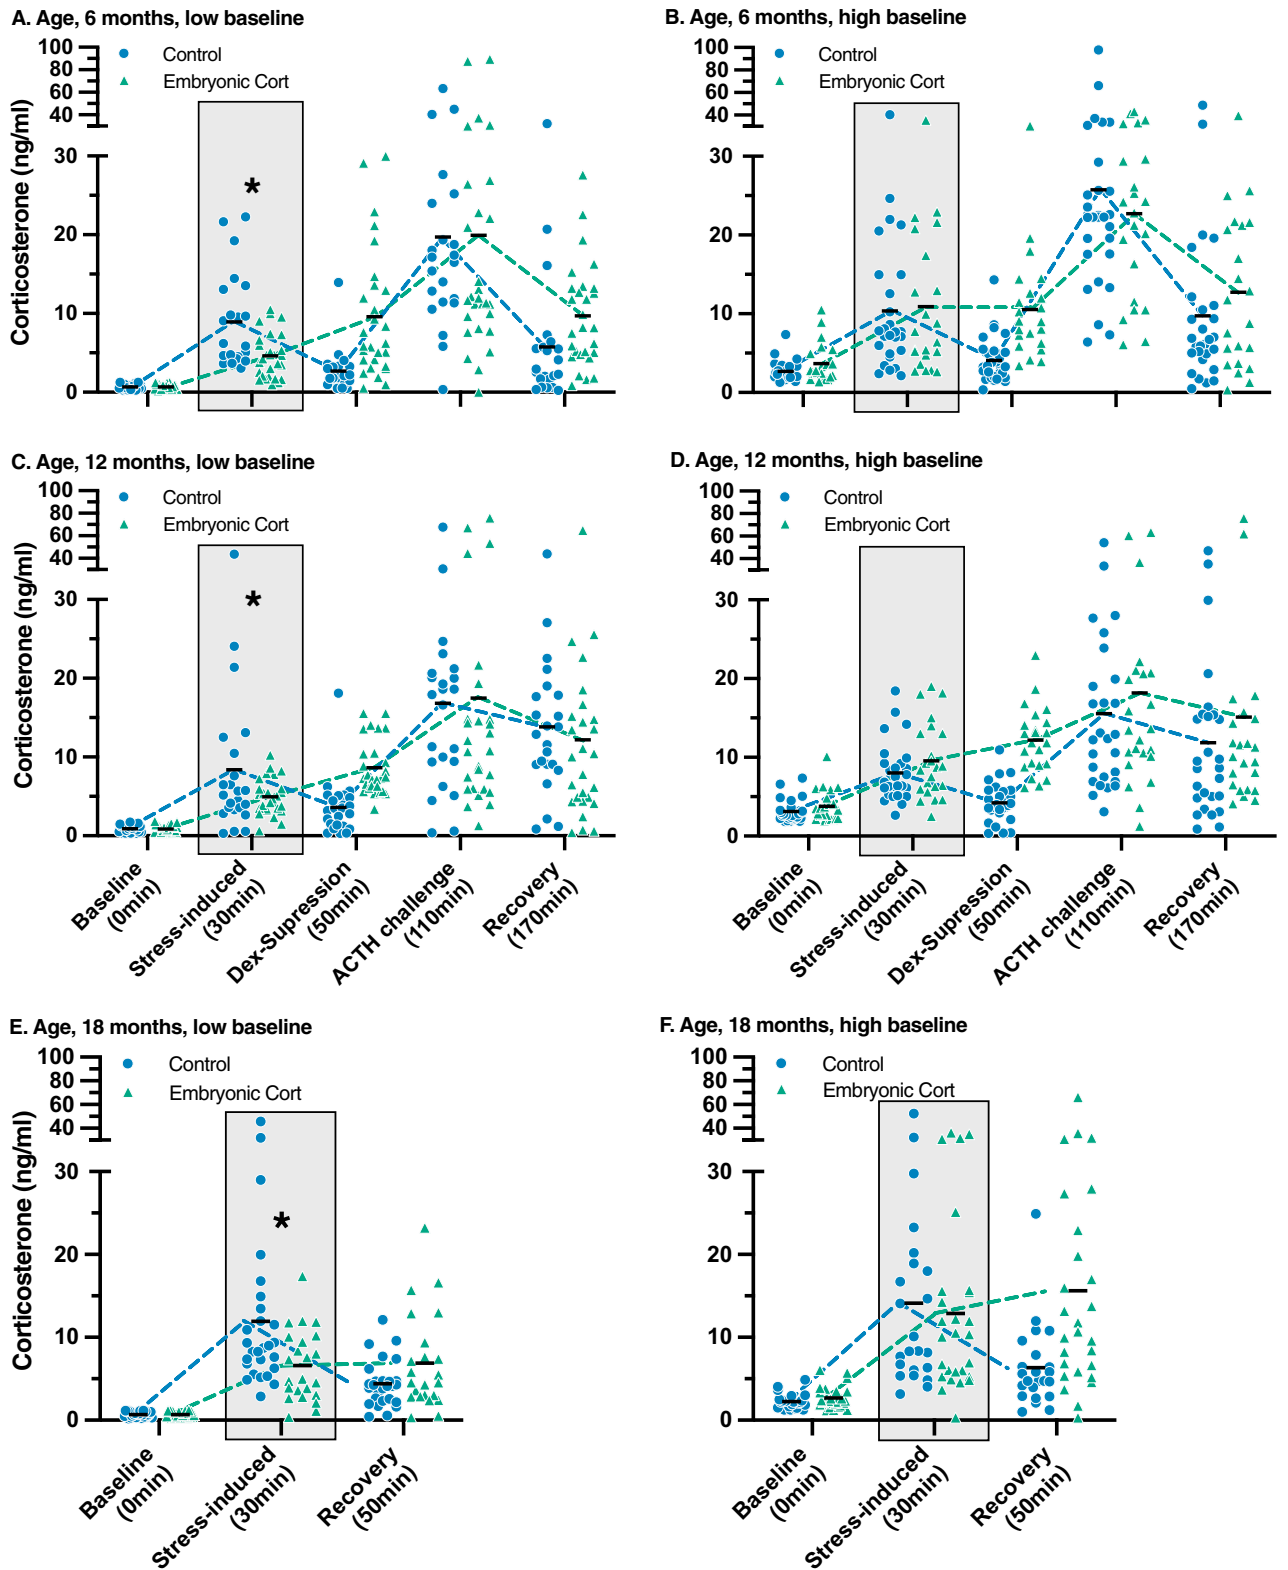 A. Age, 6 months, low baseline
Corticosterone (ng/ml)
100
80
60
40
30
20
10
0
Control
Embryonic Cort
*
B. Age, 6 months, high baseline
100
80
60
40
30
20
10
0
Control
Embryonic Cort
C. Age, 12 months, low baseline
Corticosterone (ng/ml)
100
80
60
40
30
20
10
0
Control
Embryonic Cort
*
Baseline
(0min)
Stress-induced
(30min)
Dex-Supression
(50min)
ACTH challenge
(110min)
Recovery
(170min)
D. Age, 12 months, high baseline
100
80
60
40
30
20
10
0
Control
Embryonic Cort
Baseline
(0min)
Stress-induced
(30min)
Dex-Supression
(50min)
ACTH challenge
(110min)
Recovery
(170min)
E. Age, 18 months, low baseline
Corticosterone (ng/ml)
100
80
60
40
30
20
10
0
Control
Embryonic Cort
*
Baseline
(0min)
Stress-induced
(30min)
Recovery
(50min)
F. Age, 18 months, high baseline
100
80
60
40
30
20
10
0
Control
Embryonic Cort
Baseline
(0min)
Stress-induced
(30min)
Recovery
(50min)